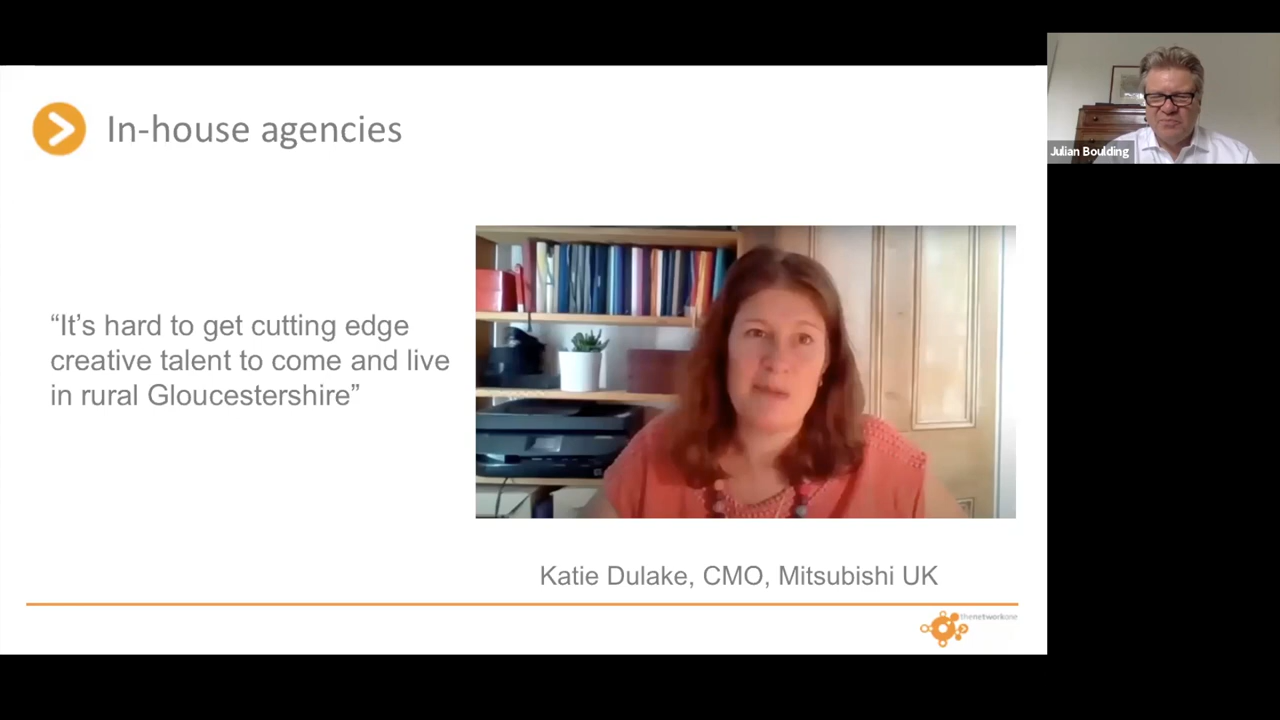 In-house agencies
Julian Boulding
“It’s hard to get cutting edge
creative talent to come and live
in rural Gloucestershire”
Katie Dulake, CMO, Mitsubishi UK
thenetworkone